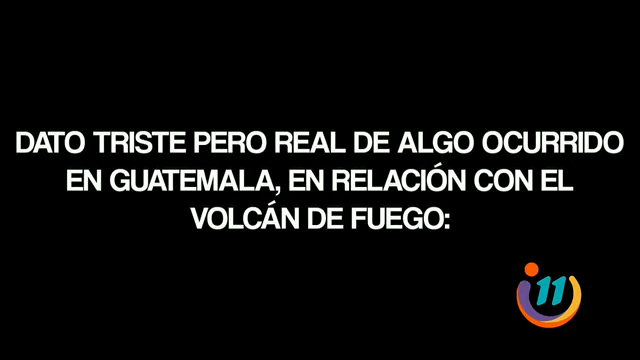 DATO TRISTE PERO REAL DE ALGO OCURRIDO
EN GUATEMALA, EN RELACIÓN CON EL
VOLCÁN DE FUEGO:
11